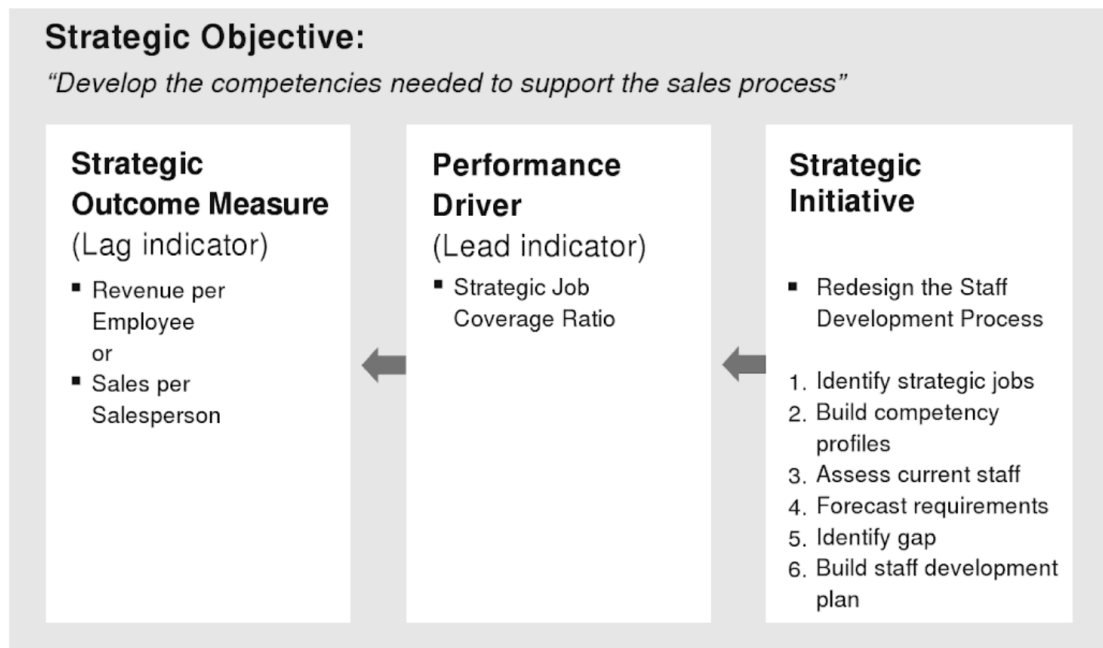 Strategic Objective:
“Develop the competencies needed to support the sales process”
Strategic
Outcome Measure
(Lag indicator)
▪ Revenue per
Employee
or
▪ Sales per
Salesperson
Performance
Driver
(Lead indicator)
▪ Strategic Job
Coverage Ratio
Strategic
Initiative
▪ Redesign the Staff
Development Process
1. Identify strategic jobs
2. Build competency
profiles
3. Assess current staff
4. Forecast requirements
5. Identify gap
6. Build staff development
plan